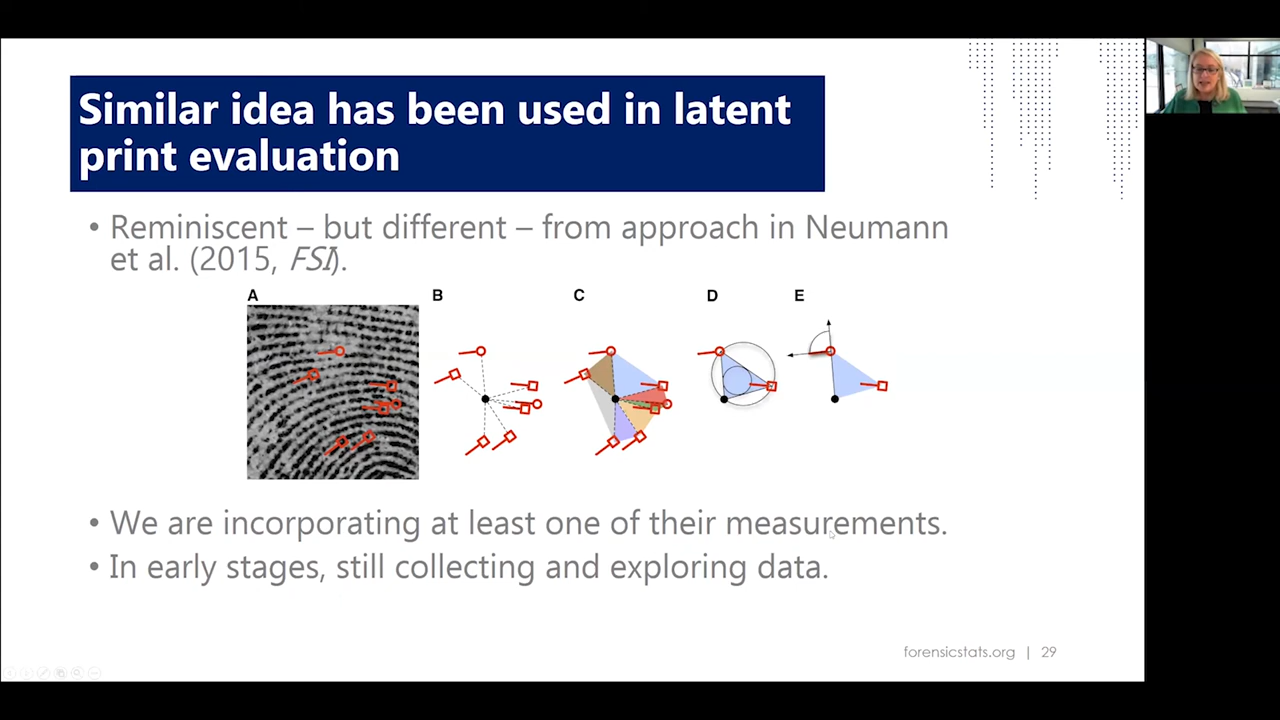 Similar idea has been used in latent
print evaluation
• Reminiscent – but different – from approach in Neumann
et al. (2015, FSI).
A B C D E
• We are incorporating at least one of their measurements.
• In early stages, still collecting and exploring data.
forensicstats.org | 29